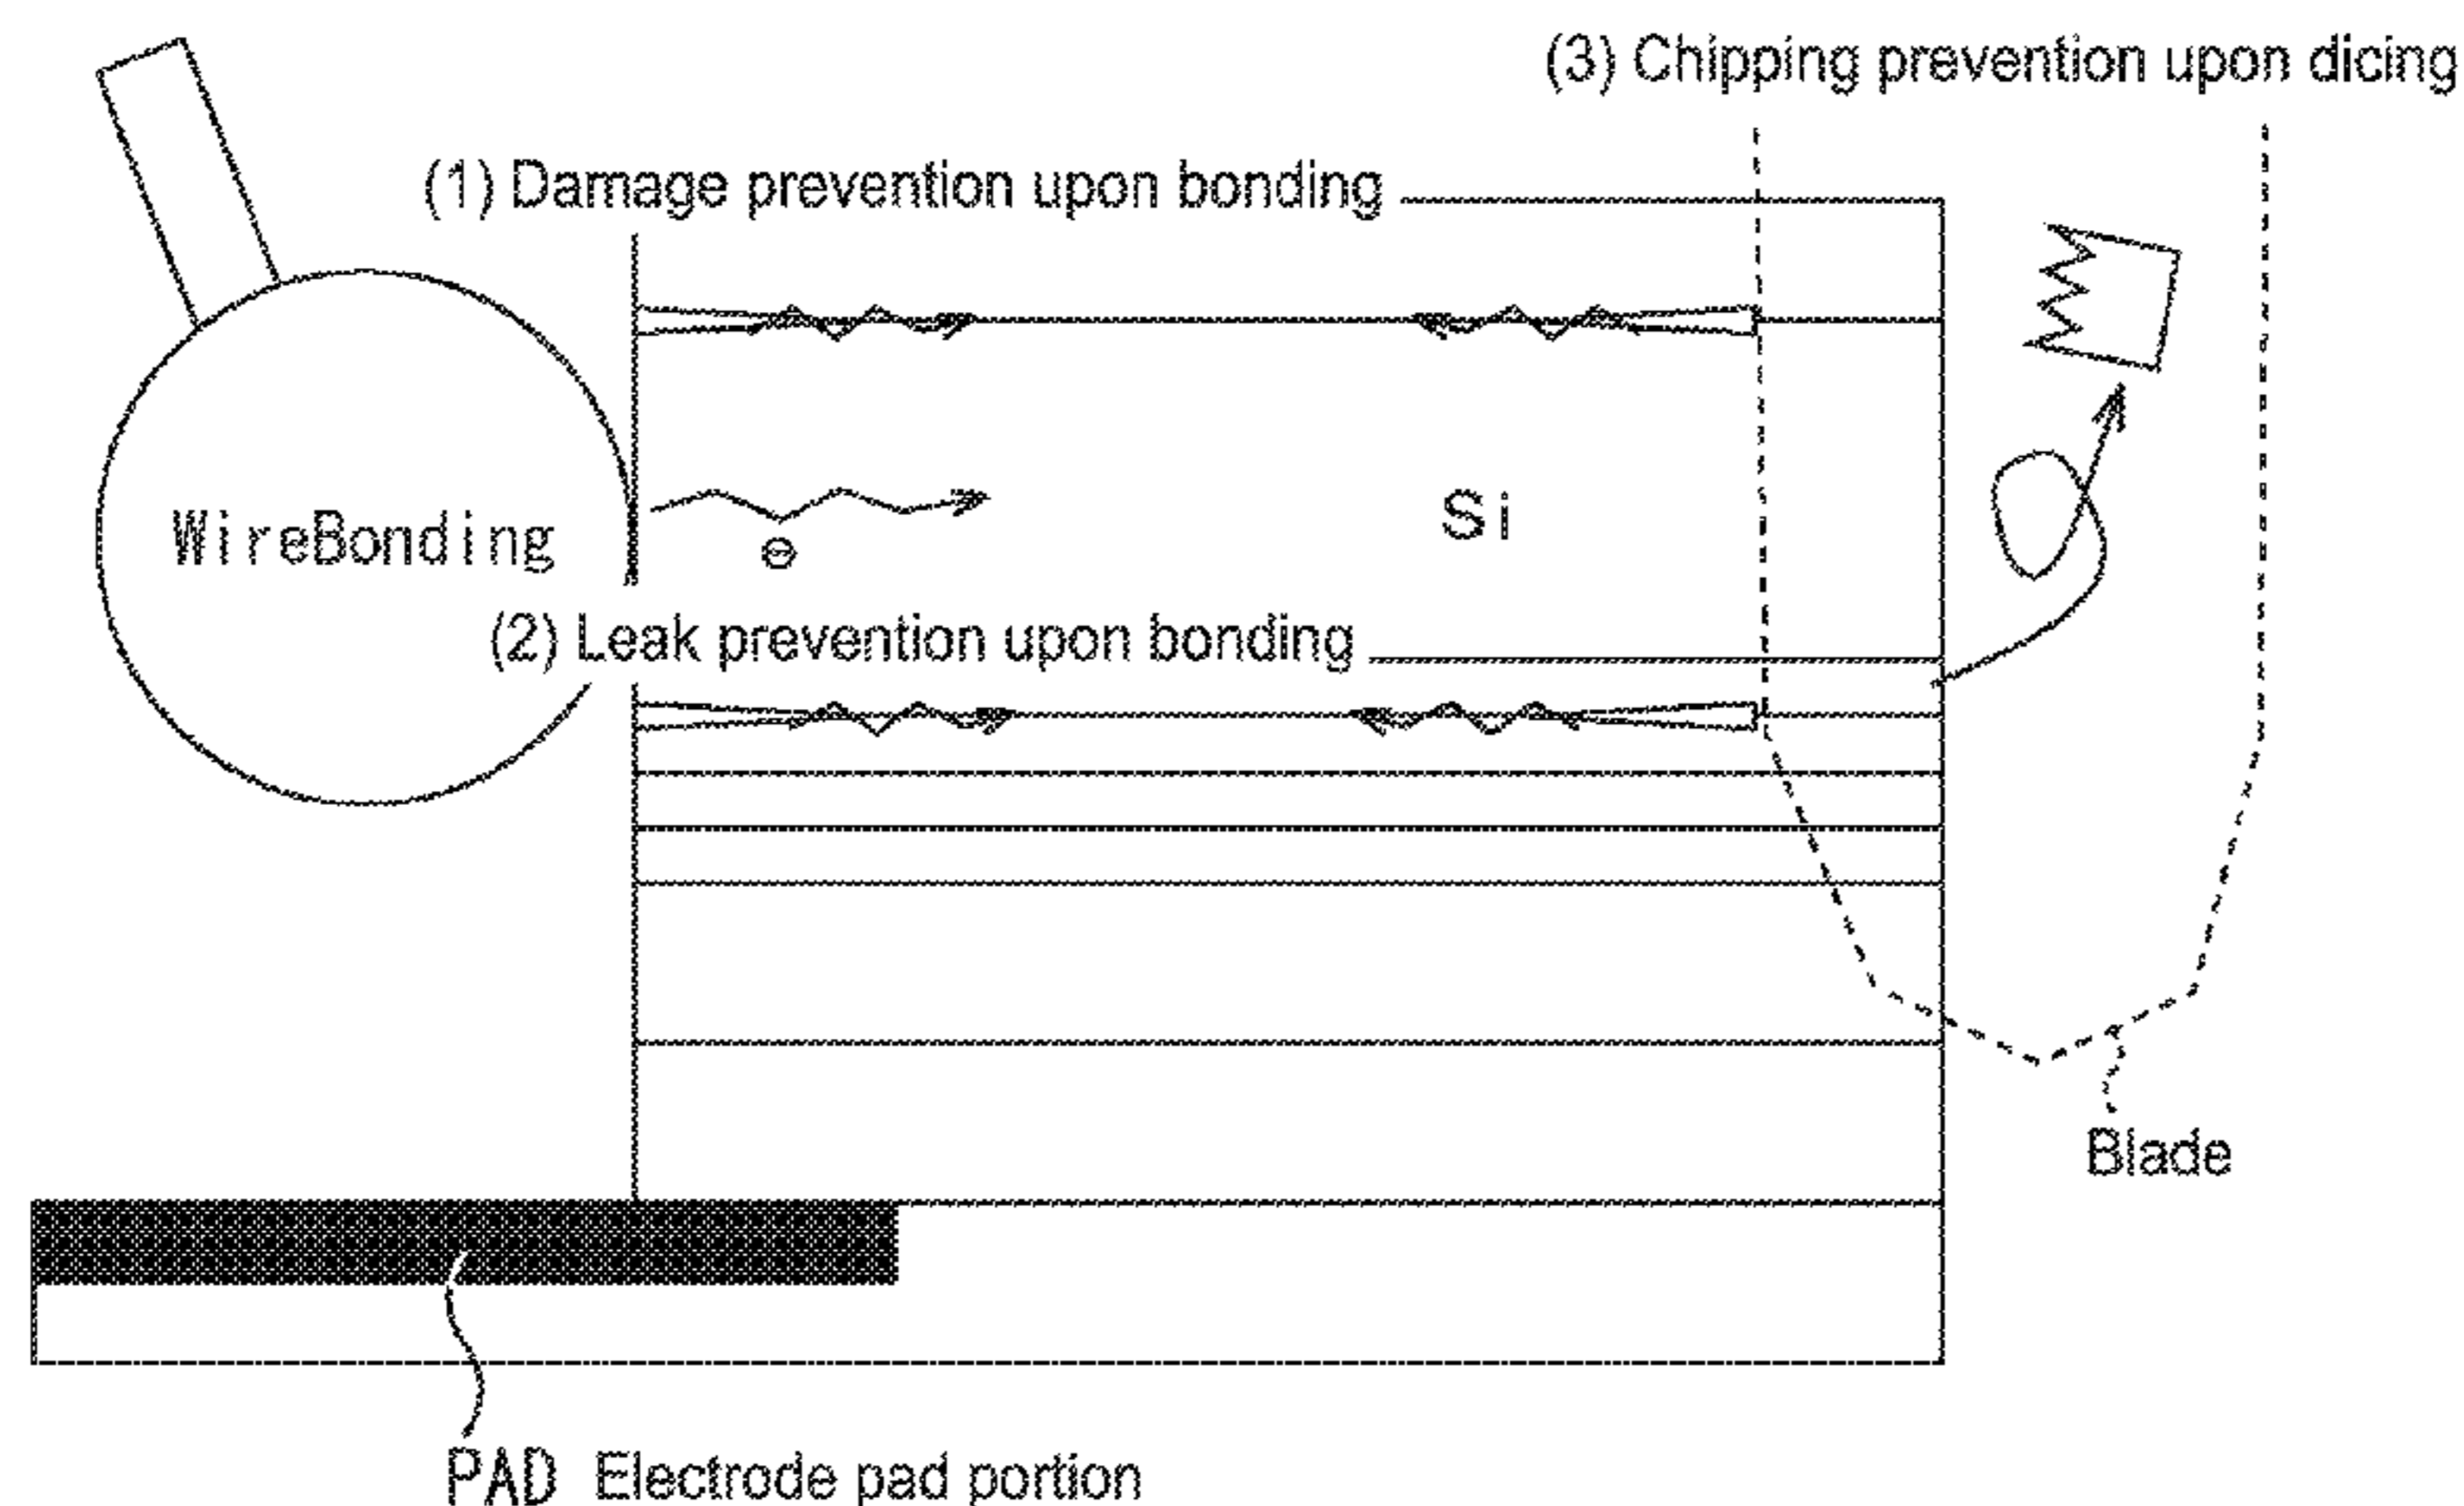 (3) Chipping prevention upon dicing
(1) Damage prevention upon bonding
WireBonding
⊖
Si
(2) Leak prevention upon bonding
Blade
PAD Electrode pad portion